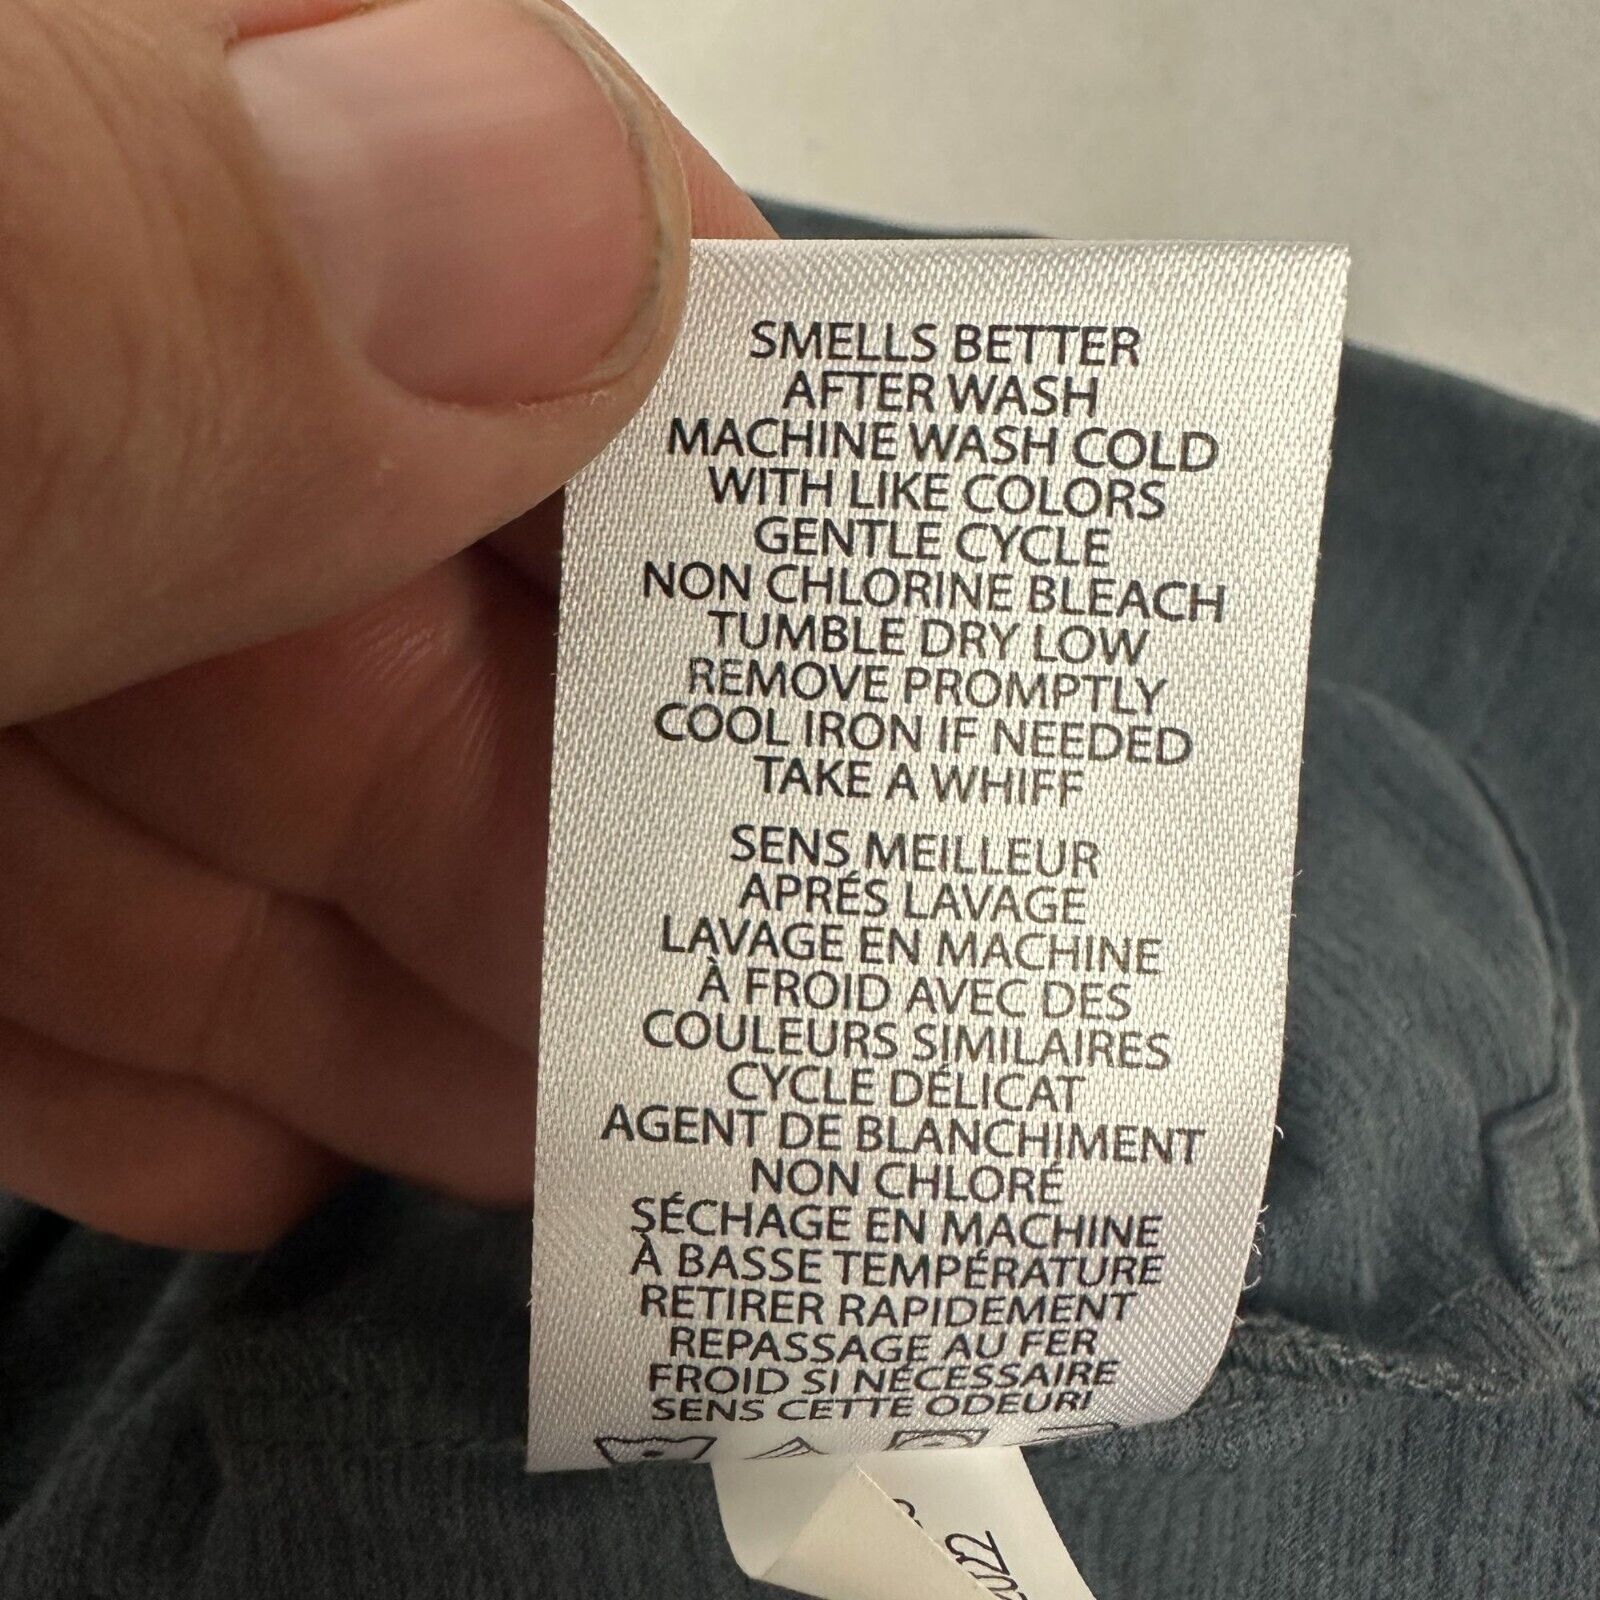 SMELLS BETTER
AFTER WASH
MACHINE WASH COLD
WITH LIKE COLORS
GENTLE CYCLE
NON CHLORINE BLEACH
TUMBLE DRY LOW
REMOVE PROMPTLY
COOL IRON IF NEEDED
TAKE A WHIFF
SENS MEILLEUR
APRÉS LAVAGE
LAVAGE EN MACHINE
À FROID AVEC DES
COULEURS SIMILAIRES
CYCLE DÉLICAT
AGENT DE BLANCHIMENT
NON CHLORÉ
SÉCHAGE EN MACHINE
À BASSE TEMPÉRATURE
RETIRER RAPIDEMENT
REPASSAGE AU FER
FROID SI NÉCESSAIRE
SENS CETTE ODEUR!